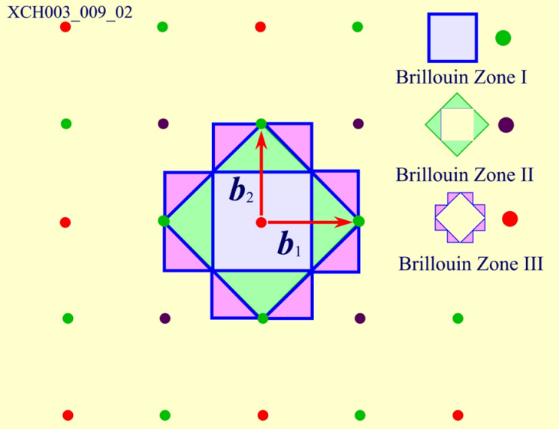 XCH003_009_02
Brillouin Zone I
Brillouin Zone II
b2
b1
Brillouin Zone III